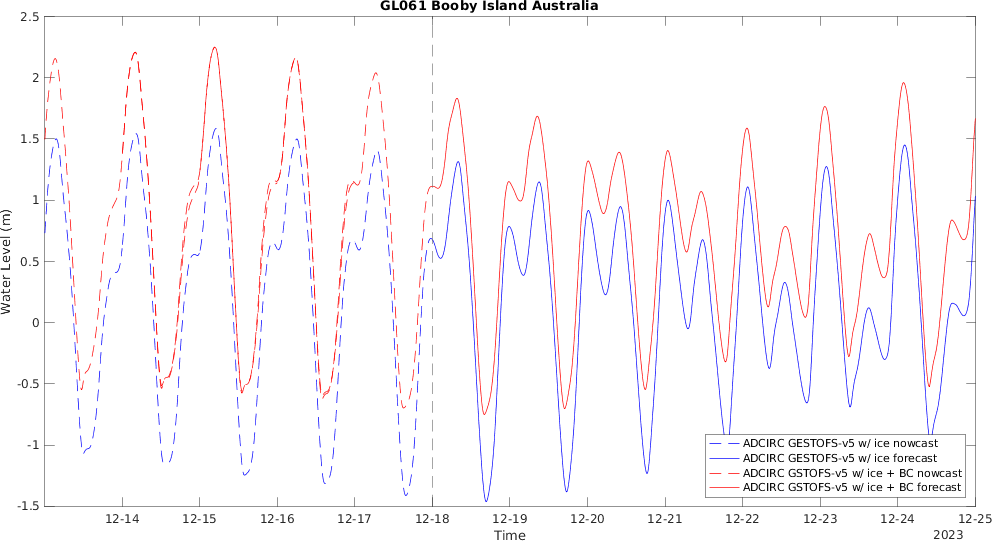 GL061 Booby Island Australia
Water Level (m)
2.5
2
1.5
1
0.5
0
-0.5
-1
-1.5
ADCIRC GESTOFS-v5 w/ ice nowcast
ADCIRC GESTOFS-v5 w/ ice forecast
ADCIRC GSTOFS-v5 w/ ice + BC nowcast
ADCIRC GSTOFS-v5 w/ ice + BC forecast
12-14 12-15 12-16 12-17 12-18 12-19 12-20 12-21 12-22 12-23 12-24 12-25
Time
2023